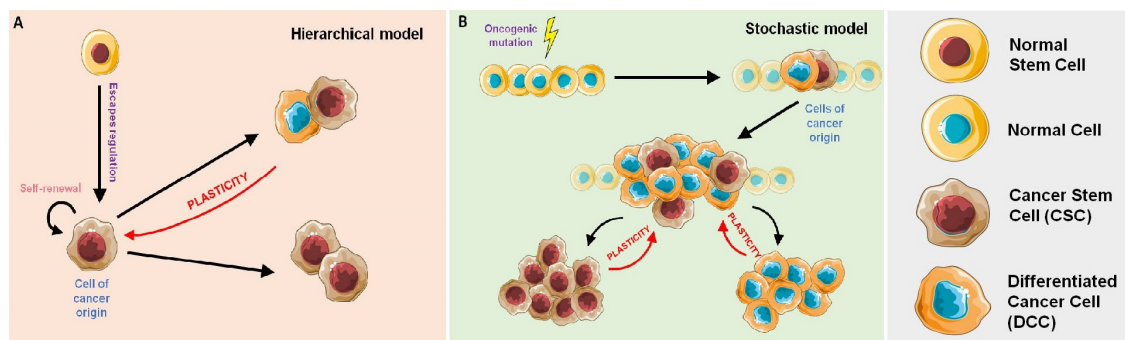 A
Hierarchical model
Escapes regulation
Self-renewal
PLASTICITY
Cell of
cancer
origin
B
Oncogenic
mutation
Stochastic model
Cells of
cancer
origin
PLASTICITY
PLASTICITY
Normal
Stem Cell
Normal Cell
Cancer Stem
Cell (CSC)
Differentiated
Cancer Cell
(DCC)